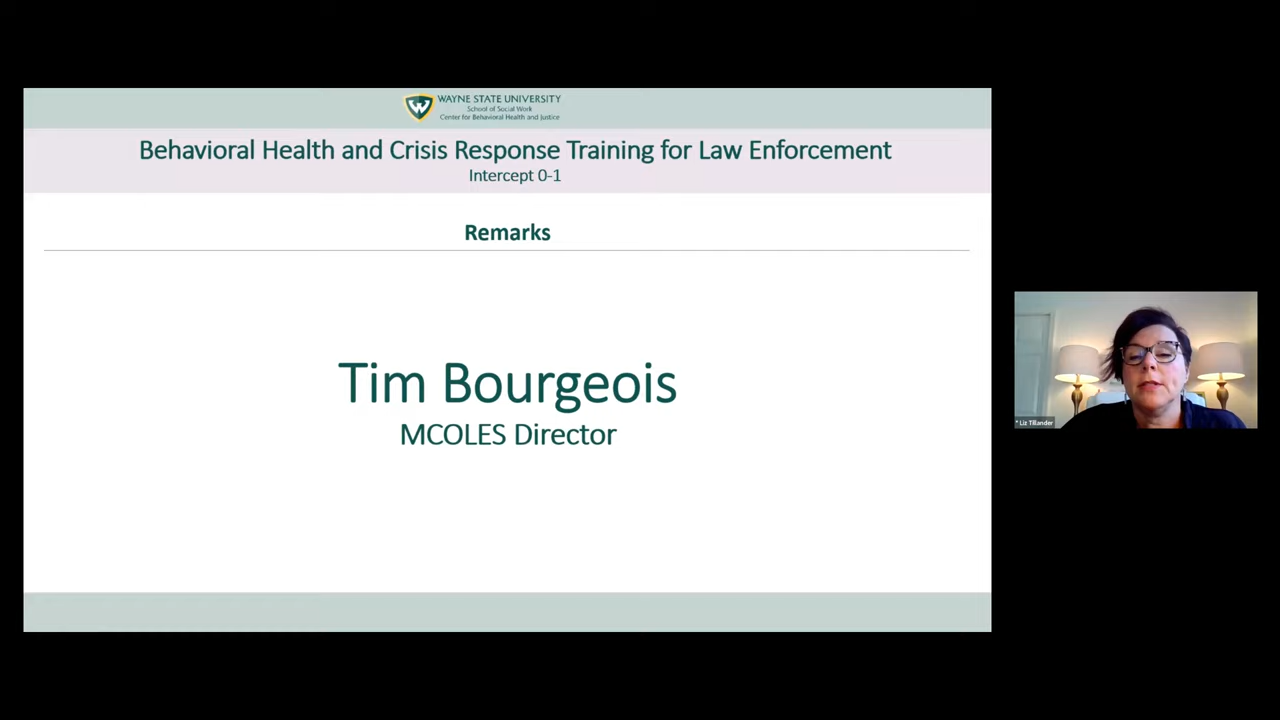 WAYNE STATE UNIVERSITY
School of Social Work
Center for Behavioral Health and Justice
Behavioral Health and Crisis Response Training for Law Enforcement
Intercept 0-1
Remarks
Tim Bourgeois
MCOLES Director
* Liz Tillander